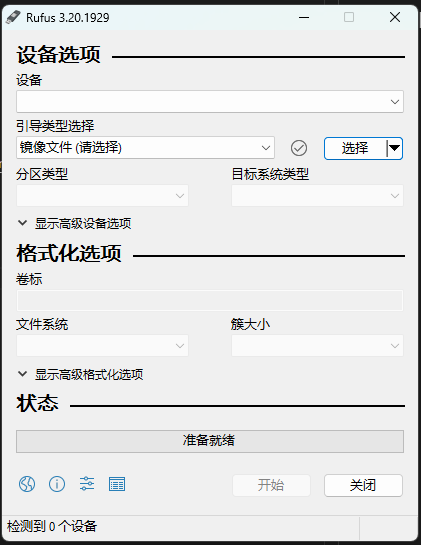 Rufus 3.20.1929
设备选项
设备
引导类型选择
镜像文件 (请选择)
选择
分区类型
目标系统类型
显示高级设备选项
格式化选项
卷标
文件系统
簇大小
显示高级格式化选项
状态
准备就绪
开始
关闭
检测到 0 个设备